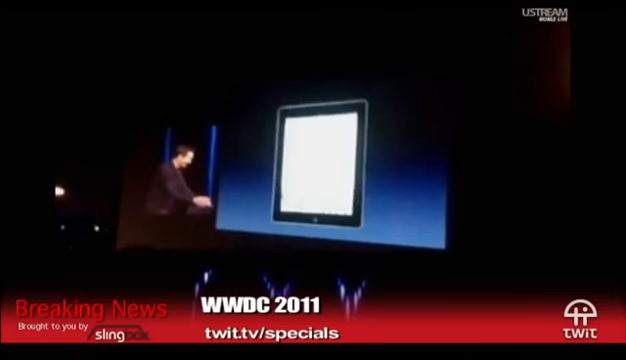 USTREAM
MOBILE LIVE
Breaking News
WWDC 2011
Brought to you by slingbox
twit.tv/specials
TWiT